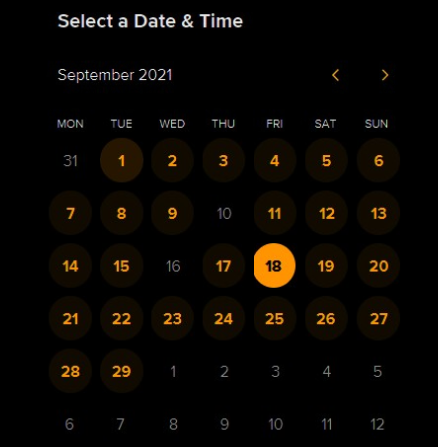 Select a Date & Time
September 2021 < >
MON TUE WED THU FRI SAT SUN
31 1 2 3 4 5 6
7 8 9 10 11 12 13
14 15 16 17 18 19 20
21 22 23 24 25 26 27
28 29 1 2 3 4 5
6 7 8 9 10 11 12